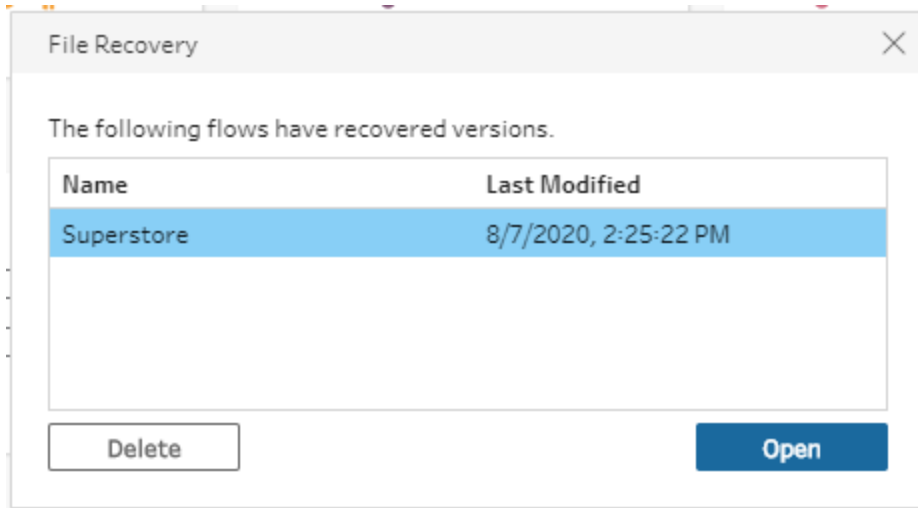 File Recovery
The following flows have recovered versions.
Name Last Modified
Superstore 8/7/2020, 2:25:22 PM
Delete Open